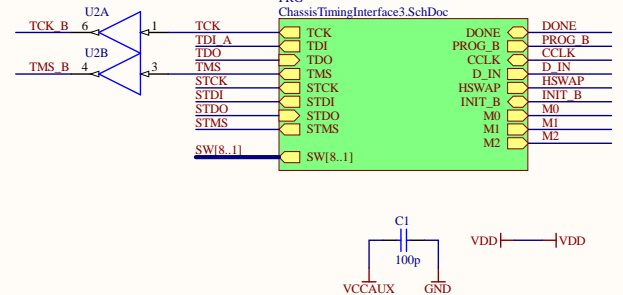 ChassisTimingInterface3.SchDoc
U2A
TCK_B 6 1 TCK
TCK DONE DONE
TDI_A TDI PROG_B PROG_B
U2B
TDO TDO CCLK CCLK
TMS_B 4 3 TMS
TMS D_IN D_IN
STCK STCK HSWAP HSWAP
STDI STDI INIT_B INIT_B
STDO STDO M0 M0
STMS STMS M1 M1
M2 M2
SW[8..1] SW[8..1]
C1
100p
VCCAUX GND
VDD VDD